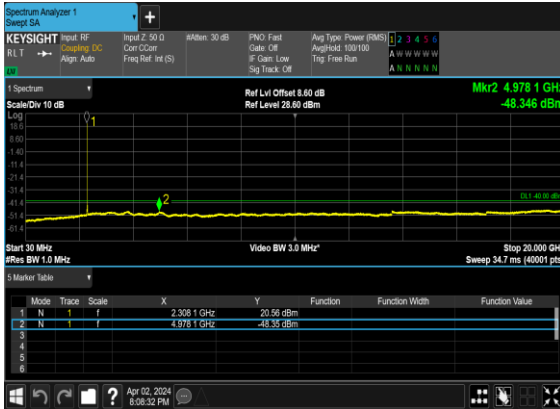 Spectrum Analyzer 1
Swept SA
+
KEYSIGHT
RLT
Input: RF
Coupling: DC
Align: Auto
Input Z: 50 Ω
Corr CCorr
Freq Ref: Int (S)
#Atten: 30 dB
PNO: Fast
Gate: Off
IF Gain: Low
Sig Track: Off
Avg Type: Power (RMS)
Avg|Hold: 100/100
Trig: Free Run
1 2 3 4 5 6
A W W W W W
A N N N N N
1 Spectrum
Scale/Div 10 dB
Ref Lvl Offset 8.60 dB
Ref Level 28.60 dBm
Mkr2 4.978 1 GHz
-48.346 dBm
Log
18.6
8.60
-1.40
-11.4
-21.4
-31.4
-41.4
-51.4
-61.4
1
2
DL1 -40.00 dBm
Start 30 MHz
#Res BW 1.0 MHz
Video BW 3.0 MHz*
Stop 20.000 GHz
Sweep 34.7 ms (40001 pts)
5 Marker Table
Mode Trace Scale X Y Function Function Width Function Value
1 N 1 f 2.308 1 GHz 20.56 dBm
2 N 1 f 4.978 1 GHz -48.35 dBm
3
4
5
6
?
Apr 02, 2024
8:08:32 PM